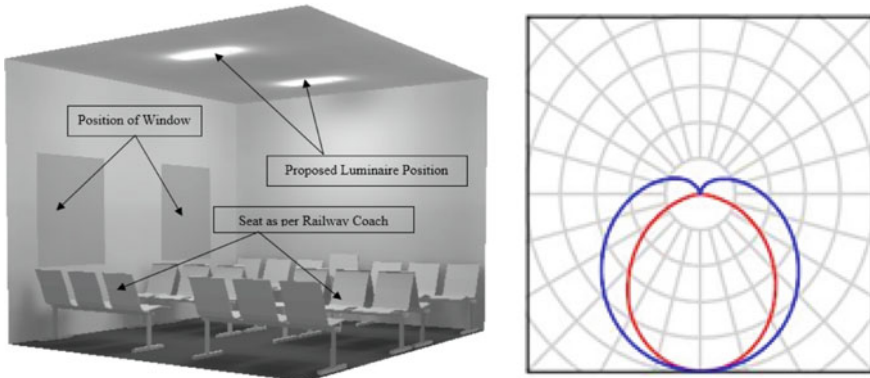 Position of Window
Proposed Luminaire Position
Seat as per Railway Coach